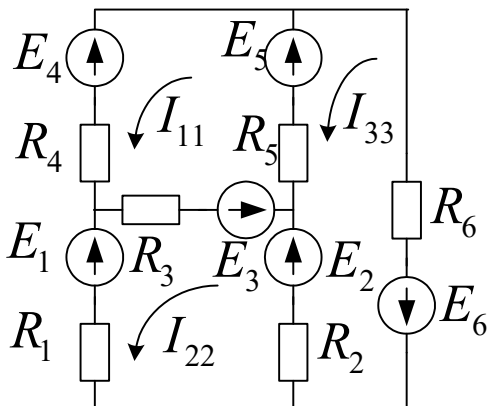 E₄ E₅
I₁₁ I₃₃
R₄ R₅
R₆
E₁ R₃ E₃ E₂
E₆
R₁ I₂₂ R₂